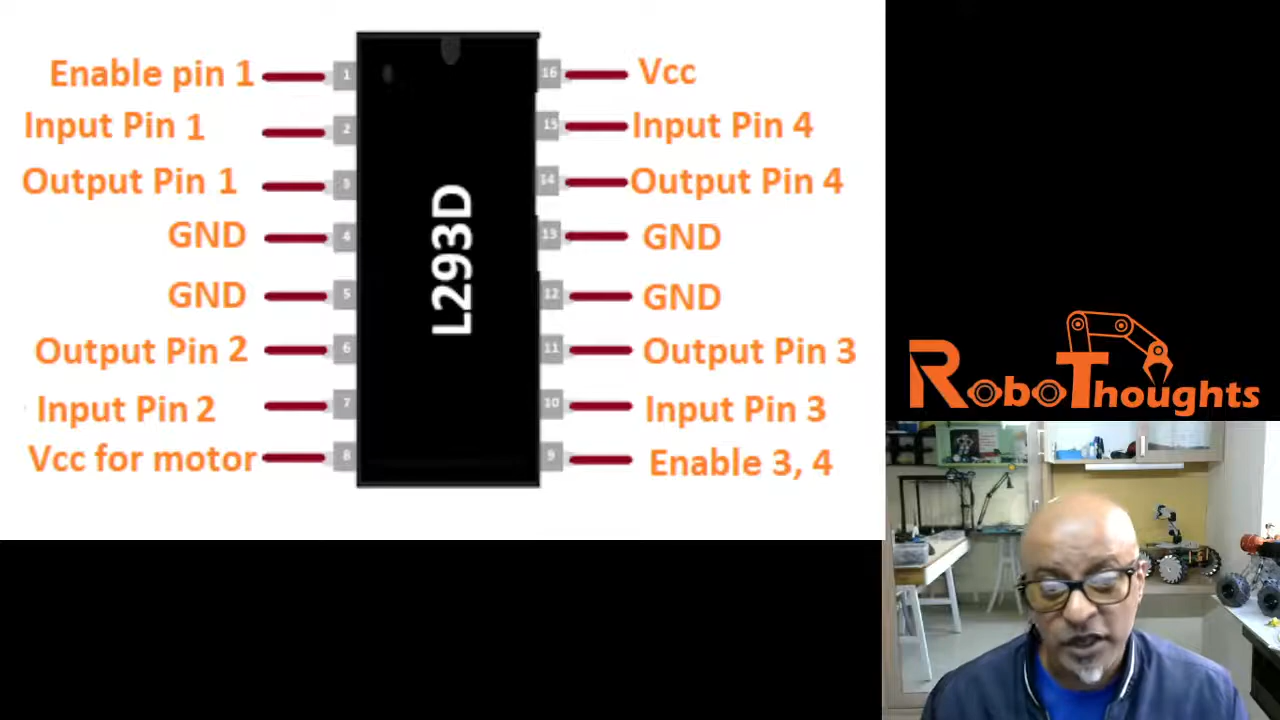 Enable pin 1
1
16
Vcc
Input Pin 1
2
15
Input Pin 4
Output Pin 1
3
14
Output Pin 4
GND
4
13
GND
GND
5
12
GND
Output Pin 2
6
11
Output Pin 3
Input Pin 2
7
10
Input Pin 3
Vcc for motor
8
9
Enable 3, 4
L293D
RoboThoughts